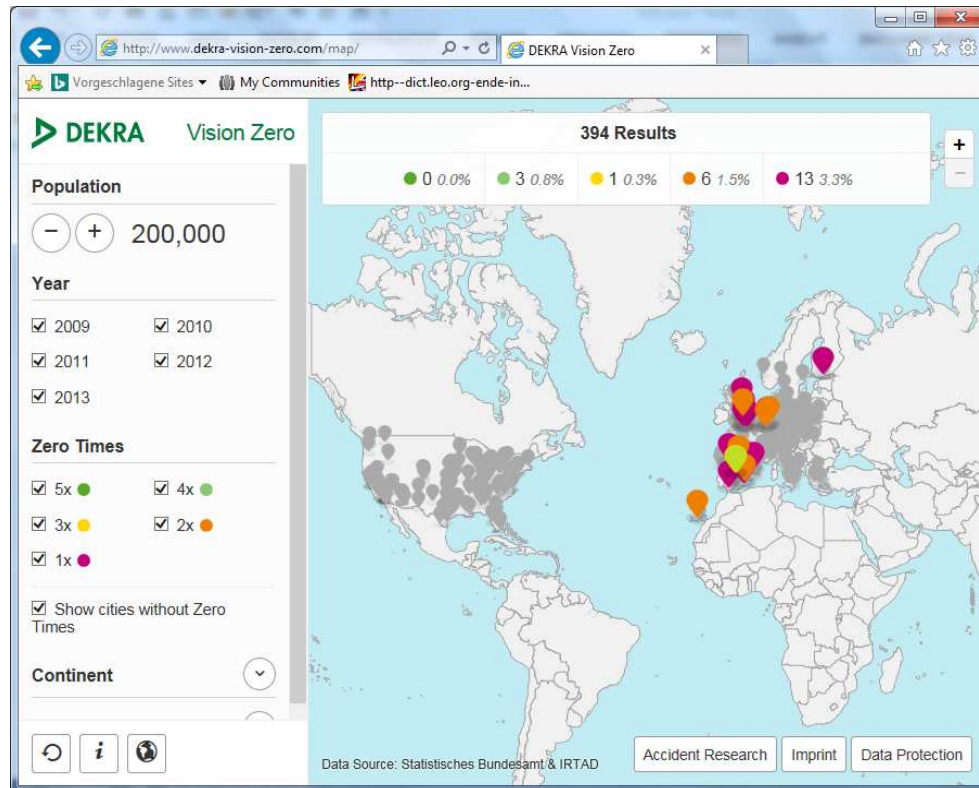 http://www.dekra-vision-zero.com/map/
DEKRA Vision Zero
Vorgeschlagene Sites
My Communities
http--dict.leo.org-ende-in...
DEKRA Vision Zero
394 Results
0 0.0% 3 0.8% 1 0.3% 6 1.5% 13 3.3%
+
−
Population
− + 200,000
Year
2009 2010
2011 2012
2013
Zero Times
5x 4x
3x 2x
1x
Show cities without Zero
Times
Continent
i
Data Source: Statistisches Bundesamt & IRTAD
Accident Research Imprint Data Protection